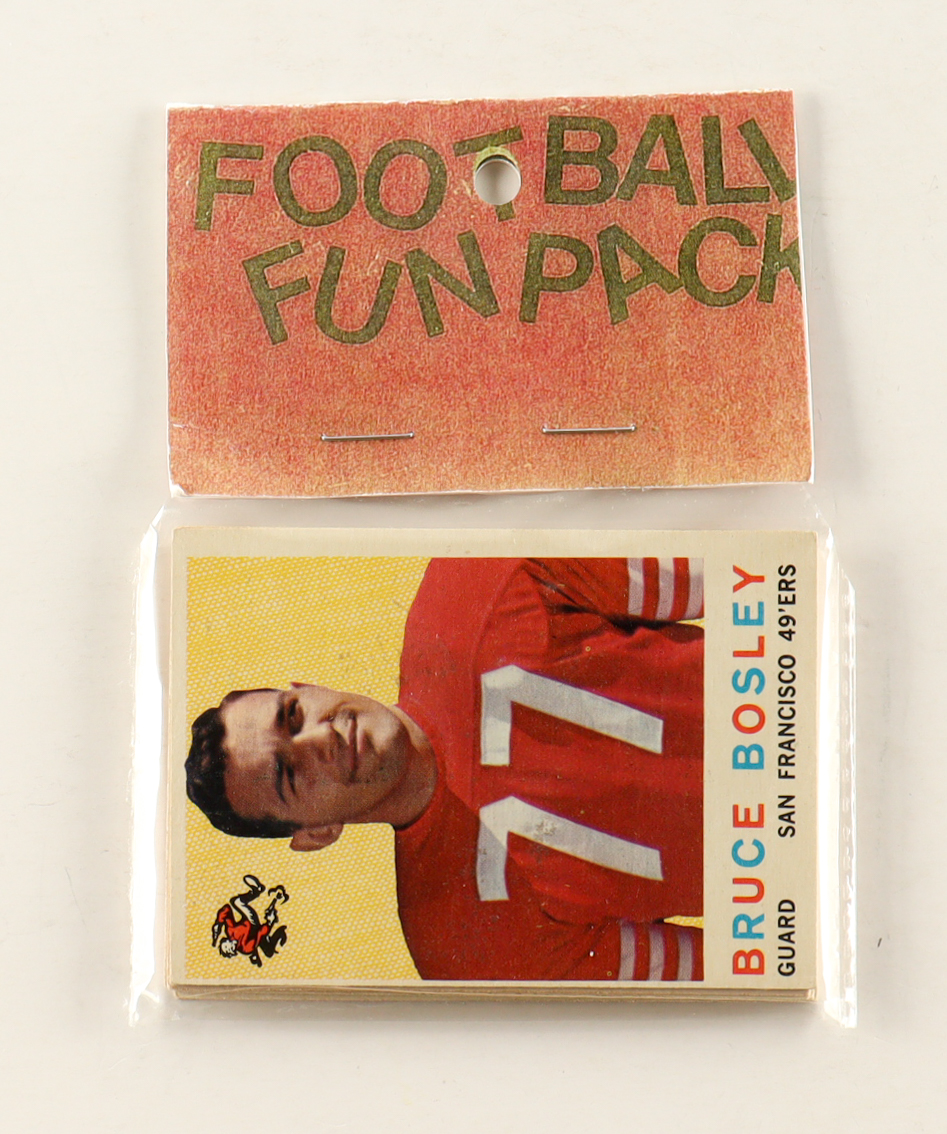 FOOTBALL
FUN PACK
77
BRUCE BOSLEY
GUARD SAN FRANCISCO 49'ERS